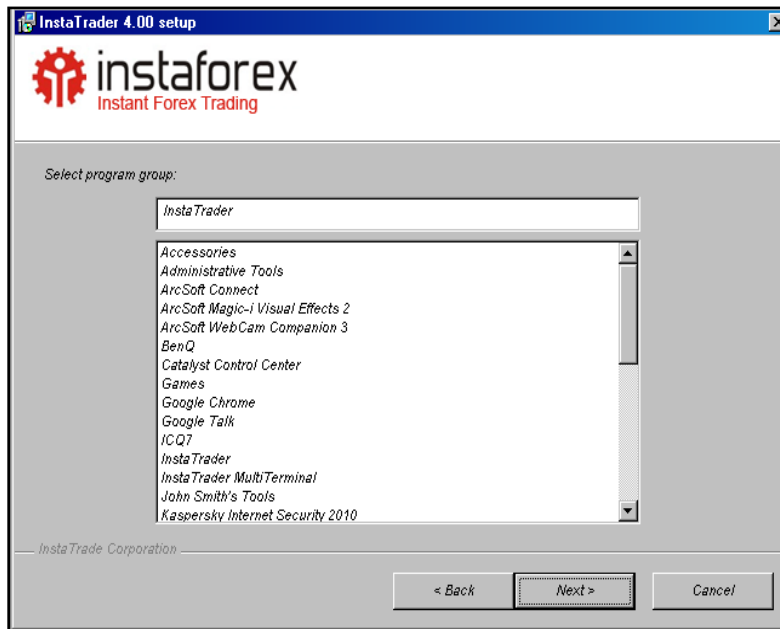 InstaTrader 4.00 setup
instaforex
Instant Forex Trading
Select program group:
InstaTrader
Accessories
Administrative Tools
ArcSoft Connect
ArcSoft Magic-i Visual Effects 2
ArcSoft WebCam Companion 3
BenQ
Catalyst Control Center
Games
Google Chrome
Google Talk
ICQ7
InstaTrader
InstaTrader MultiTerminal
John Smith's Tools
Kaspersky Internet Security 2010
InstaTrade Corporation
< Back
Next >
Cancel